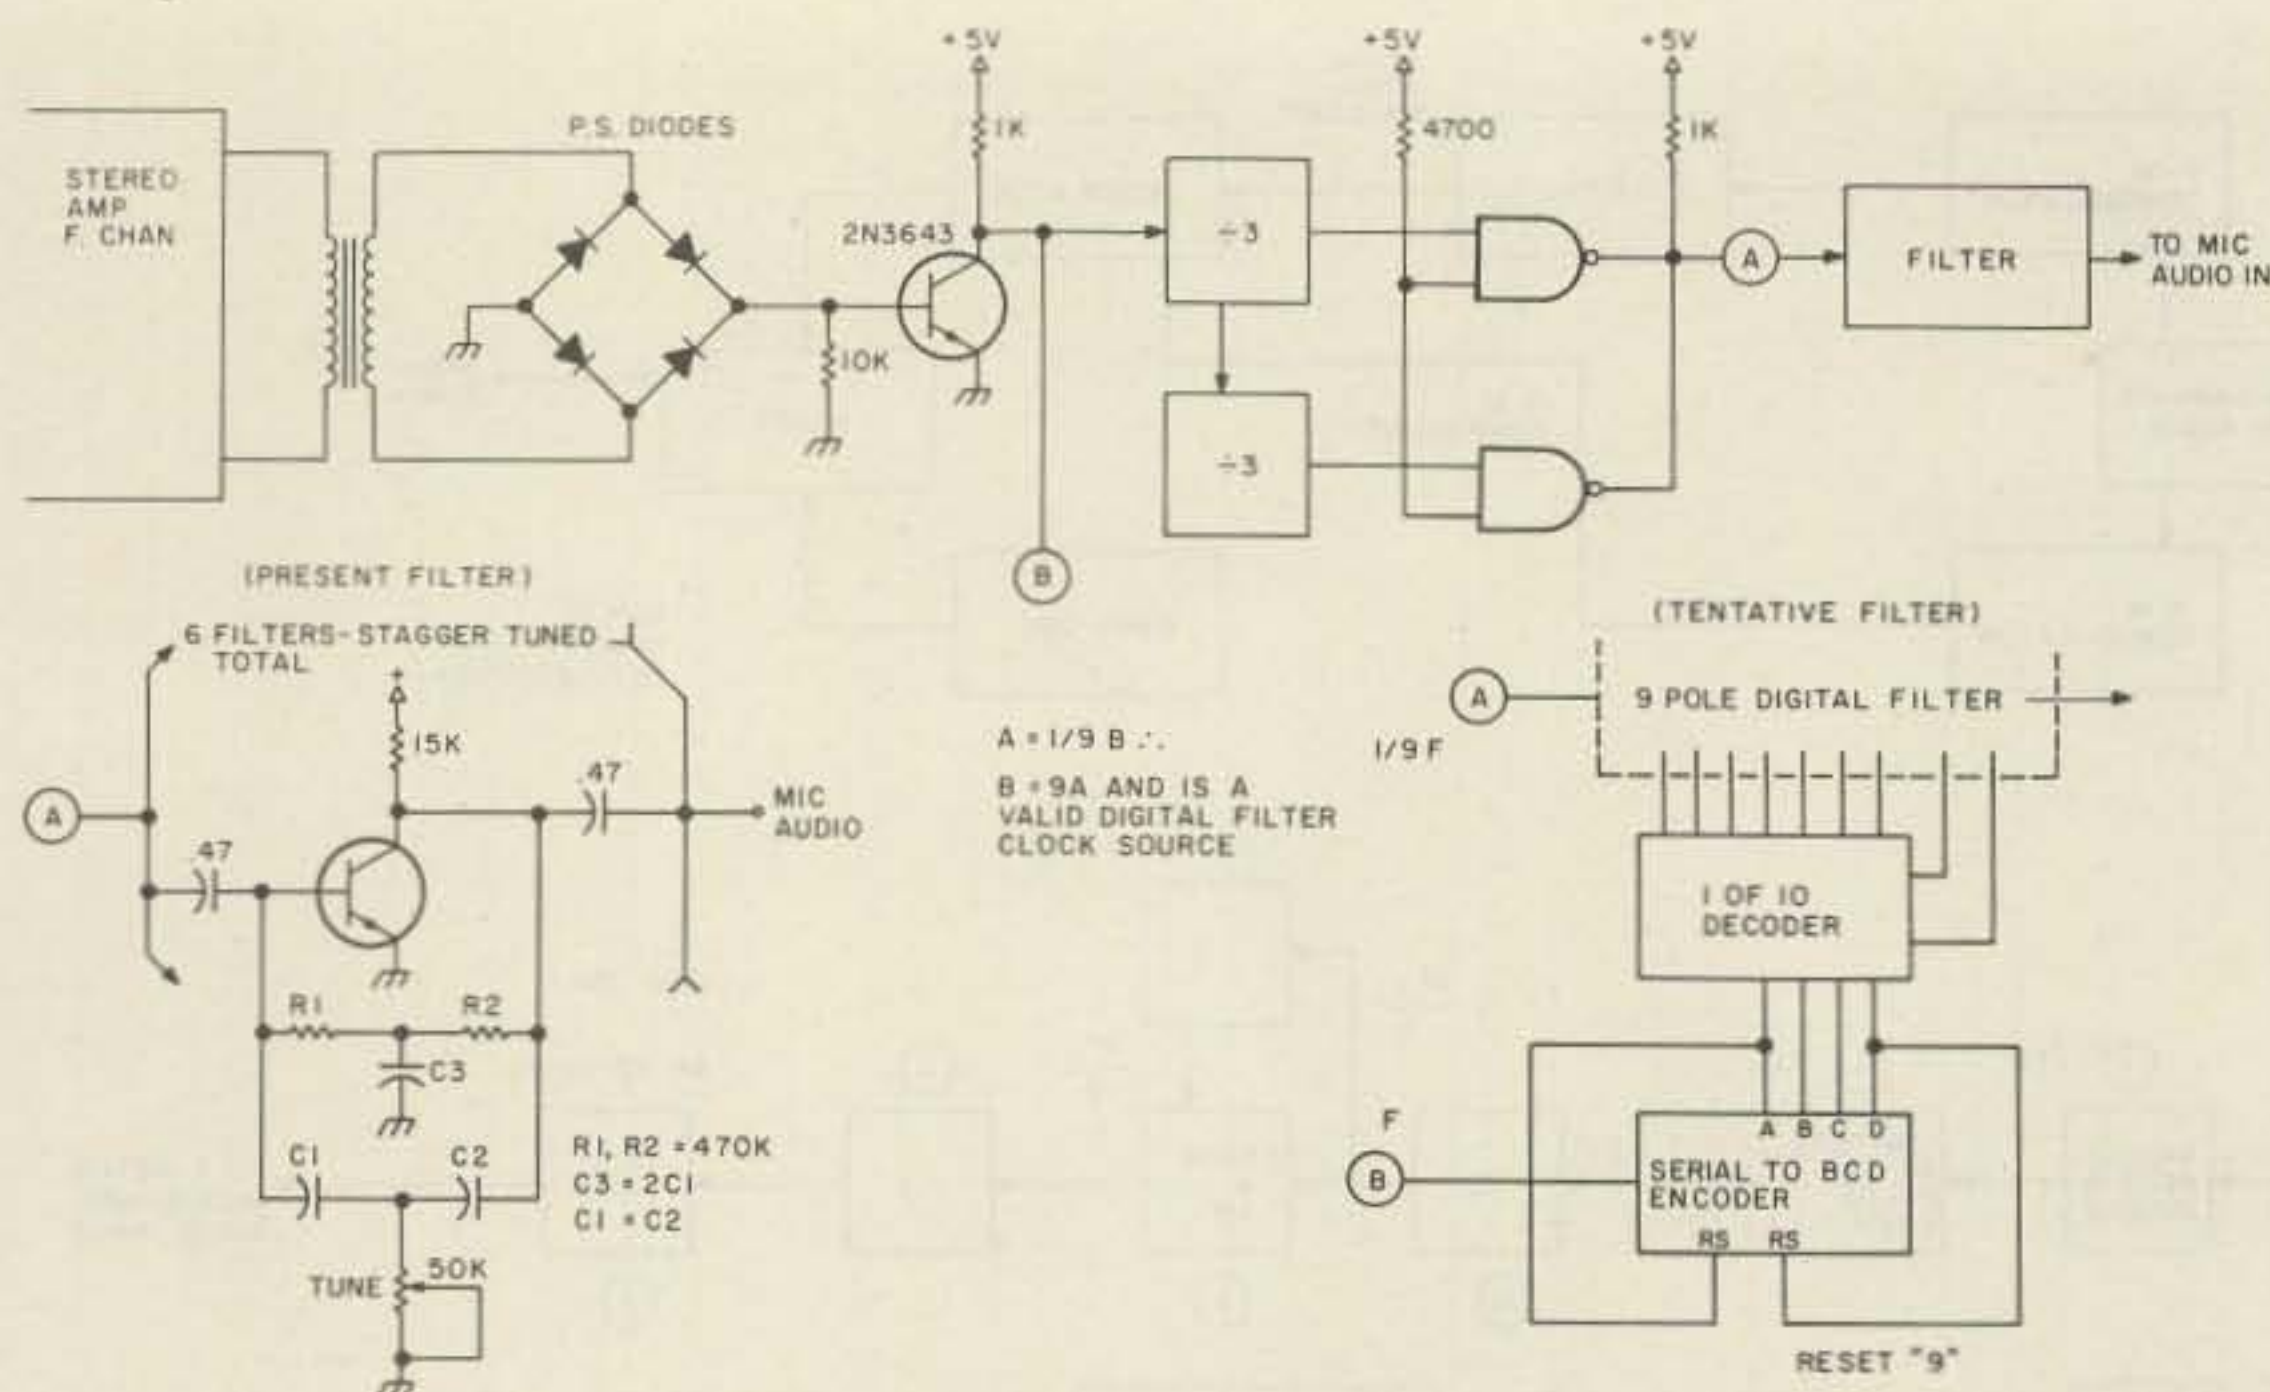 +5V
+5V
+5V
P.S. DIODES
1K
4700
1K
STEREO
AMP
F. CHAN
2N3643
÷3
A
FILTER
TO MIC
AUDIO IN
10K
÷3
B
(PRESENT FILTER)
6 FILTERS-STAGGER TUNED
TOTAL
+
15K
.47
A
MIC
AUDIO
.47
R1
R2
C3
C1
C2
R1, R2 = 470K
C3 = 2C1
C1 = C2
TUNE
50K
A = 1/9 B ∴
B = 9A AND IS A
VALID DIGITAL FILTER
CLOCK SOURCE
(TENTATIVE FILTER)
A
9 POLE DIGITAL FILTER
1/9 F
1 OF 10
DECODER
F
B
A B C D
SERIAL TO BCD
ENCODER
RS RS
RESET "9"